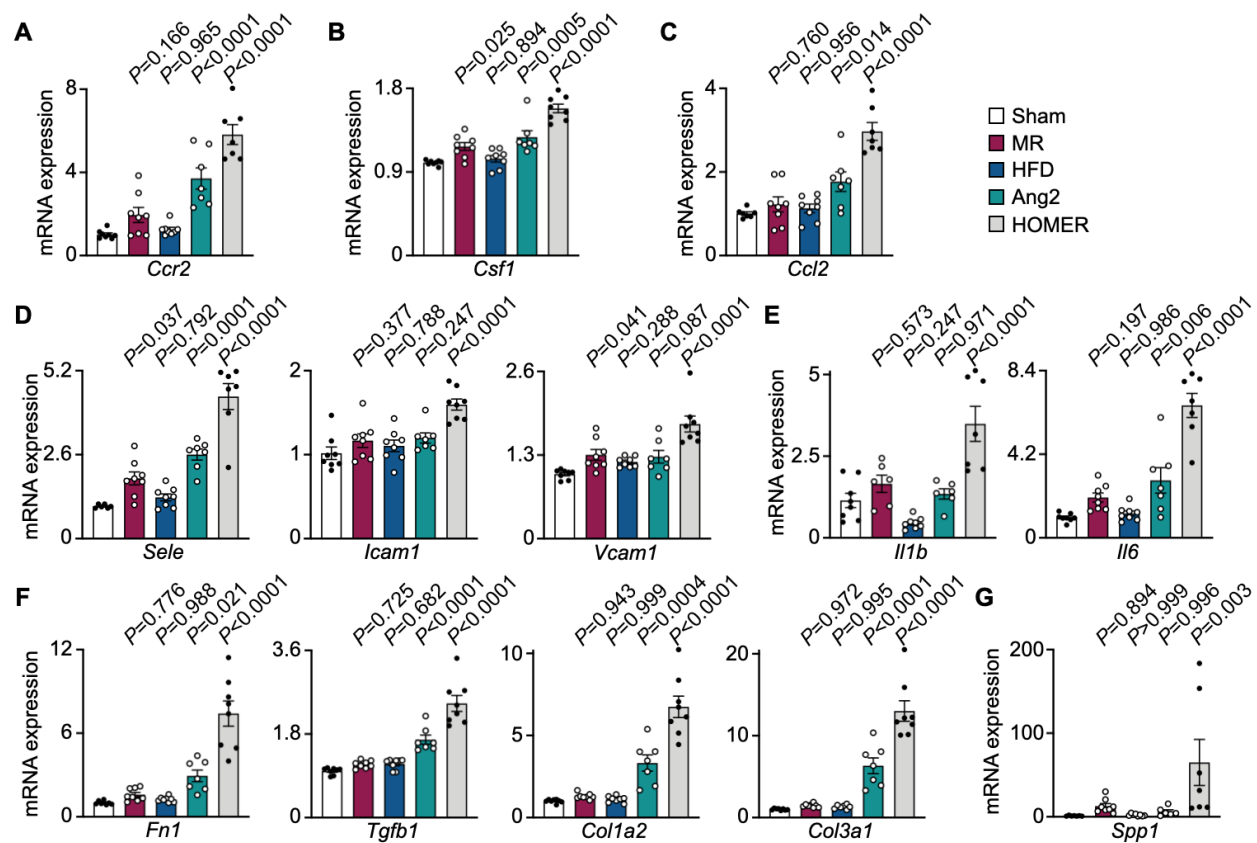 A
P=0.166
P=0.965
P<0.0001
P<0.0001
mRNA expression
8
4
0
Ccr2
B
P=0.025
P=0.894
P=0.0005
P<0.0001
mRNA expression
1.8
0.9
0
Csf1
C
P=0.760
P=0.956
P=0.014
P<0.0001
mRNA expression
4
2
0
Ccl2
Sham
MR
HFD
Ang2
HOMER
D
P=0.037
P=0.792
P=0.0001
P<0.0001
mRNA expression
5.2
2.6
0
Sele
P=0.377
P=0.788
P=0.247
P<0.0001
2
1
0
Icam1
P=0.041
P=0.288
P=0.087
P<0.0001
2.6
1.3
0
Vcam1
E
P=0.573
P=0.247
P=0.971
P<0.0001
mRNA expression
5
2.5
0
Il1b
P=0.197
P=0.986
P=0.006
P<0.0001
8.4
4.2
0
Il6
F
P=0.776
P=0.988
P=0.021
P<0.0001
mRNA expression
12
6
0
Fn1
P=0.725
P=0.682
P<0.0001
P<0.0001
3.6
1.8
0
Tgfb1
P=0.943
P=0.999
P=0.0004
P<0.0001
10
5
0
Col1a2
P=0.972
P=0.995
P<0.0001
P<0.0001
20
10
0
Col3a1
G
P=0.894
P>0.999
P=0.996
P=0.003
mRNA expression
200
100
0
Spp1